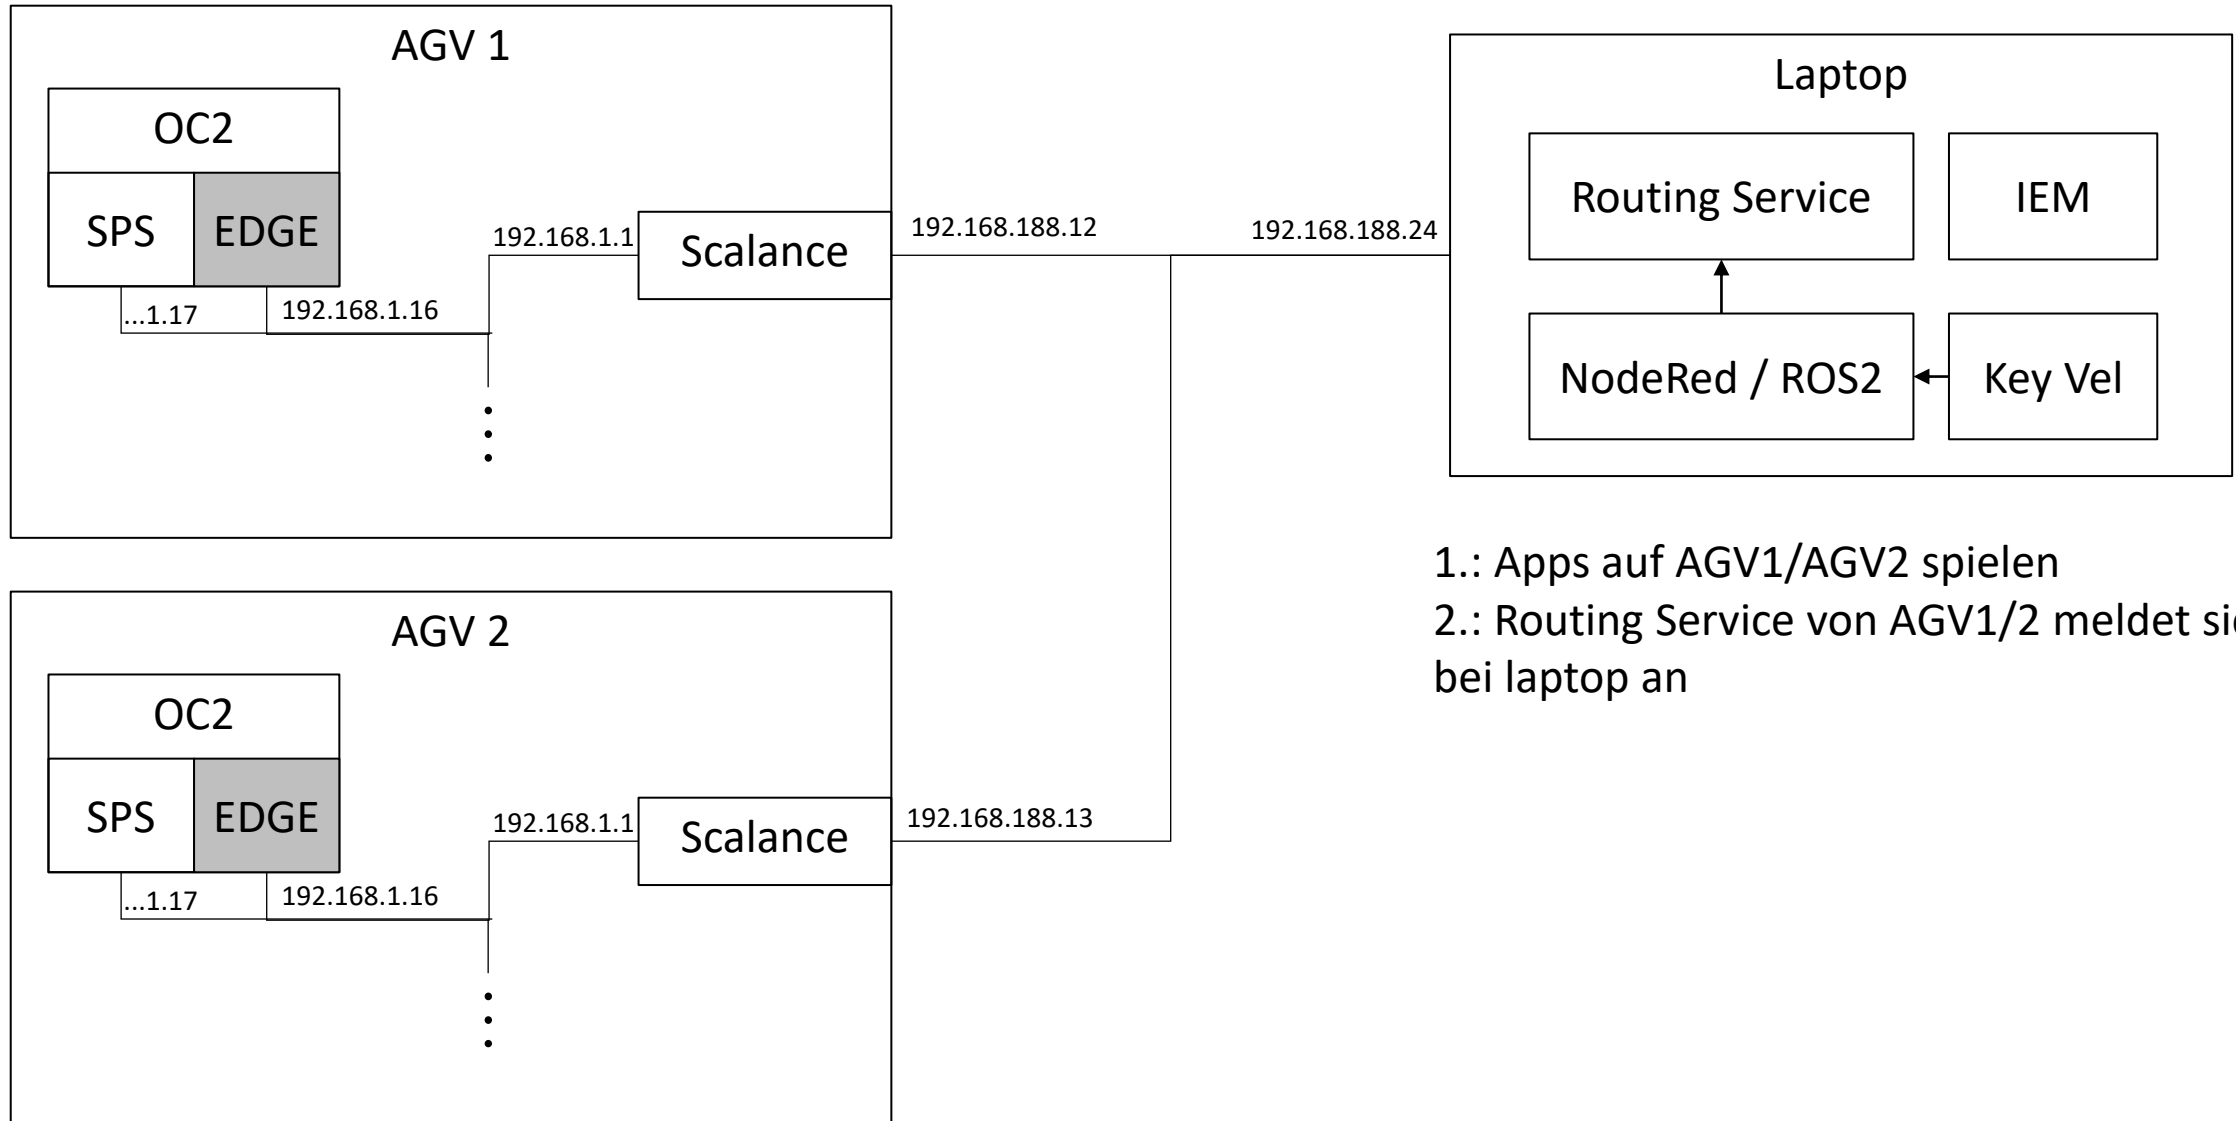 AGV 1
OC2
SPS
EDGE
...1.17
192.168.1.16
192.168.1.1
Scalance
192.168.188.12
192.168.188.24
Laptop
Routing Service
IEM
NodeRed / ROS2
Key Vel
1.: Apps auf AGV1/AGV2 spielen
2.: Routing Service von AGV1/2 meldet
bei laptop an
AGV 2
OC2
SPS
EDGE
...1.17
192.168.1.16
192.168.1.1
Scalance
192.168.188.13